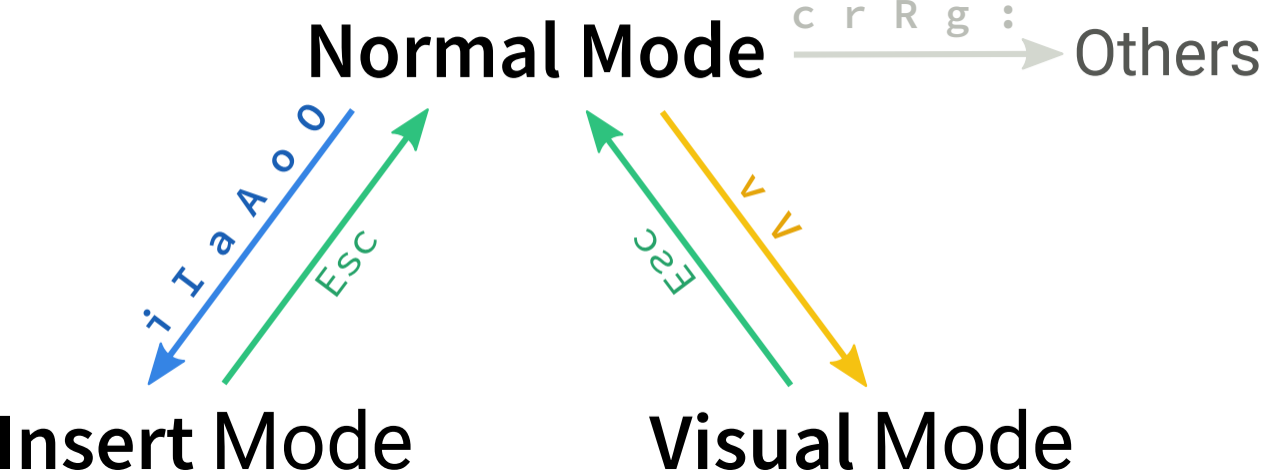 c r R g :
Normal Mode
Others
i I a A o O
Esc
Esc
v V
Insert Mode
Visual Mode